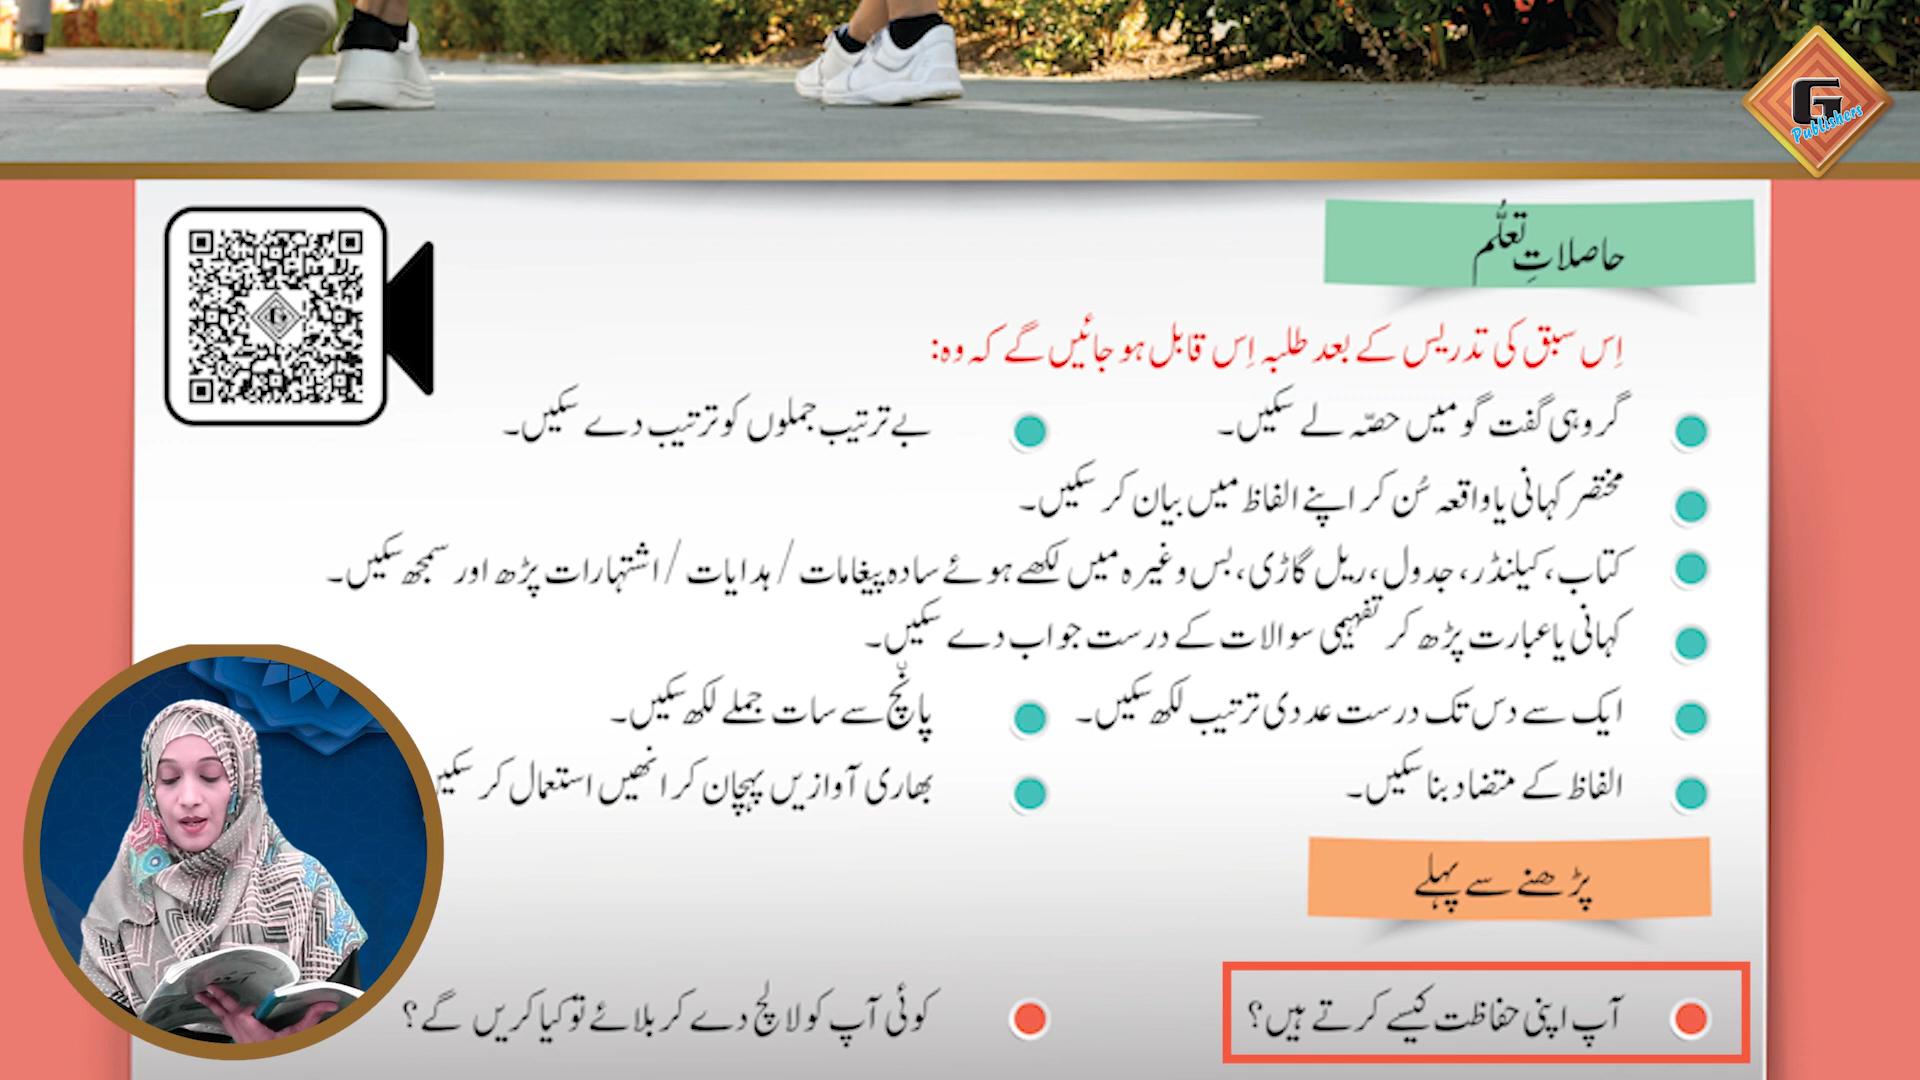 G
Publishers
حاصلاتِ تعلُّم
اِس سبق کی تدریس کے بعد طلبہ اِس قابل ہو جائیں گے کہ وہ:
گروہی گفت گو میں حصّہ لے سکیں۔
بے ترتیب جملوں کو ترتیب دے سکیں۔
مختصر کہانی یا واقعہ سُن کر اپنے الفاظ میں بیان کر سکیں۔
کتاب، کیلنڈر، جدول، ریل گاڑی، بس وغیرہ میں لکھے ہوئے سادہ پیغامات / ہدایات / اشتہارات پڑھ اور سمجھ سکیں۔
کہانی یا عبارت پڑھ کر تفہیمی سوالات کے درست جواب دے سکیں۔
ایک سے دس تک درست عددی ترتیب لکھ سکیں۔
پانچ سے سات جملے لکھ سکیں۔
الفاظ کے متضاد بنا سکیں۔
بھاری آوازیں پہچان کر انھیں استعمال کر
پڑھنے سے پہلے
آپ اپنی حفاظت کیسے کرتے ہیں؟
کوئی آپ کو لالچ دے کر بلائے تو کیا کریں گے؟